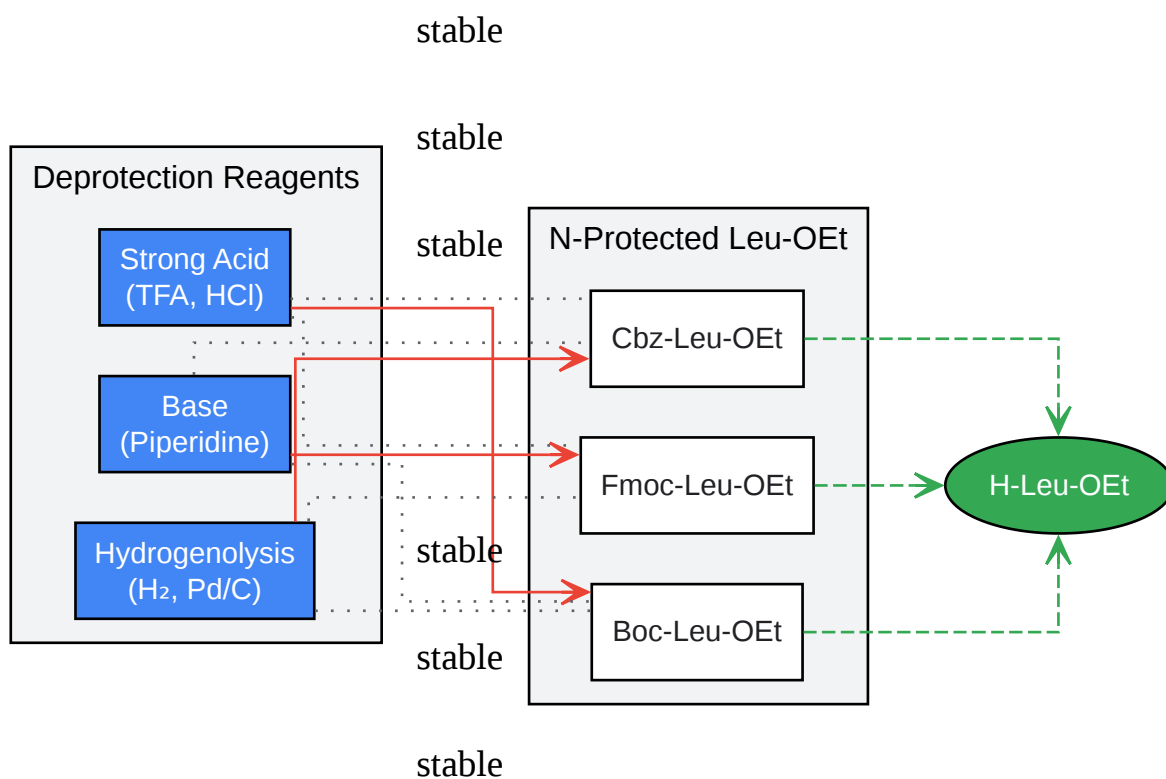 stable
stable
Deprotection Reagents
stable
N-Protected Leu-OEt
Strong Acid
(TFA, HCl)
Cbz-Leu-OEt
Base
(Piperidine)
Fmoc-Leu-OEt
H-Leu-OEt
Hydrogenolysis
(H₂, Pd/C)
stable
Boc-Leu-OEt
stable
stable